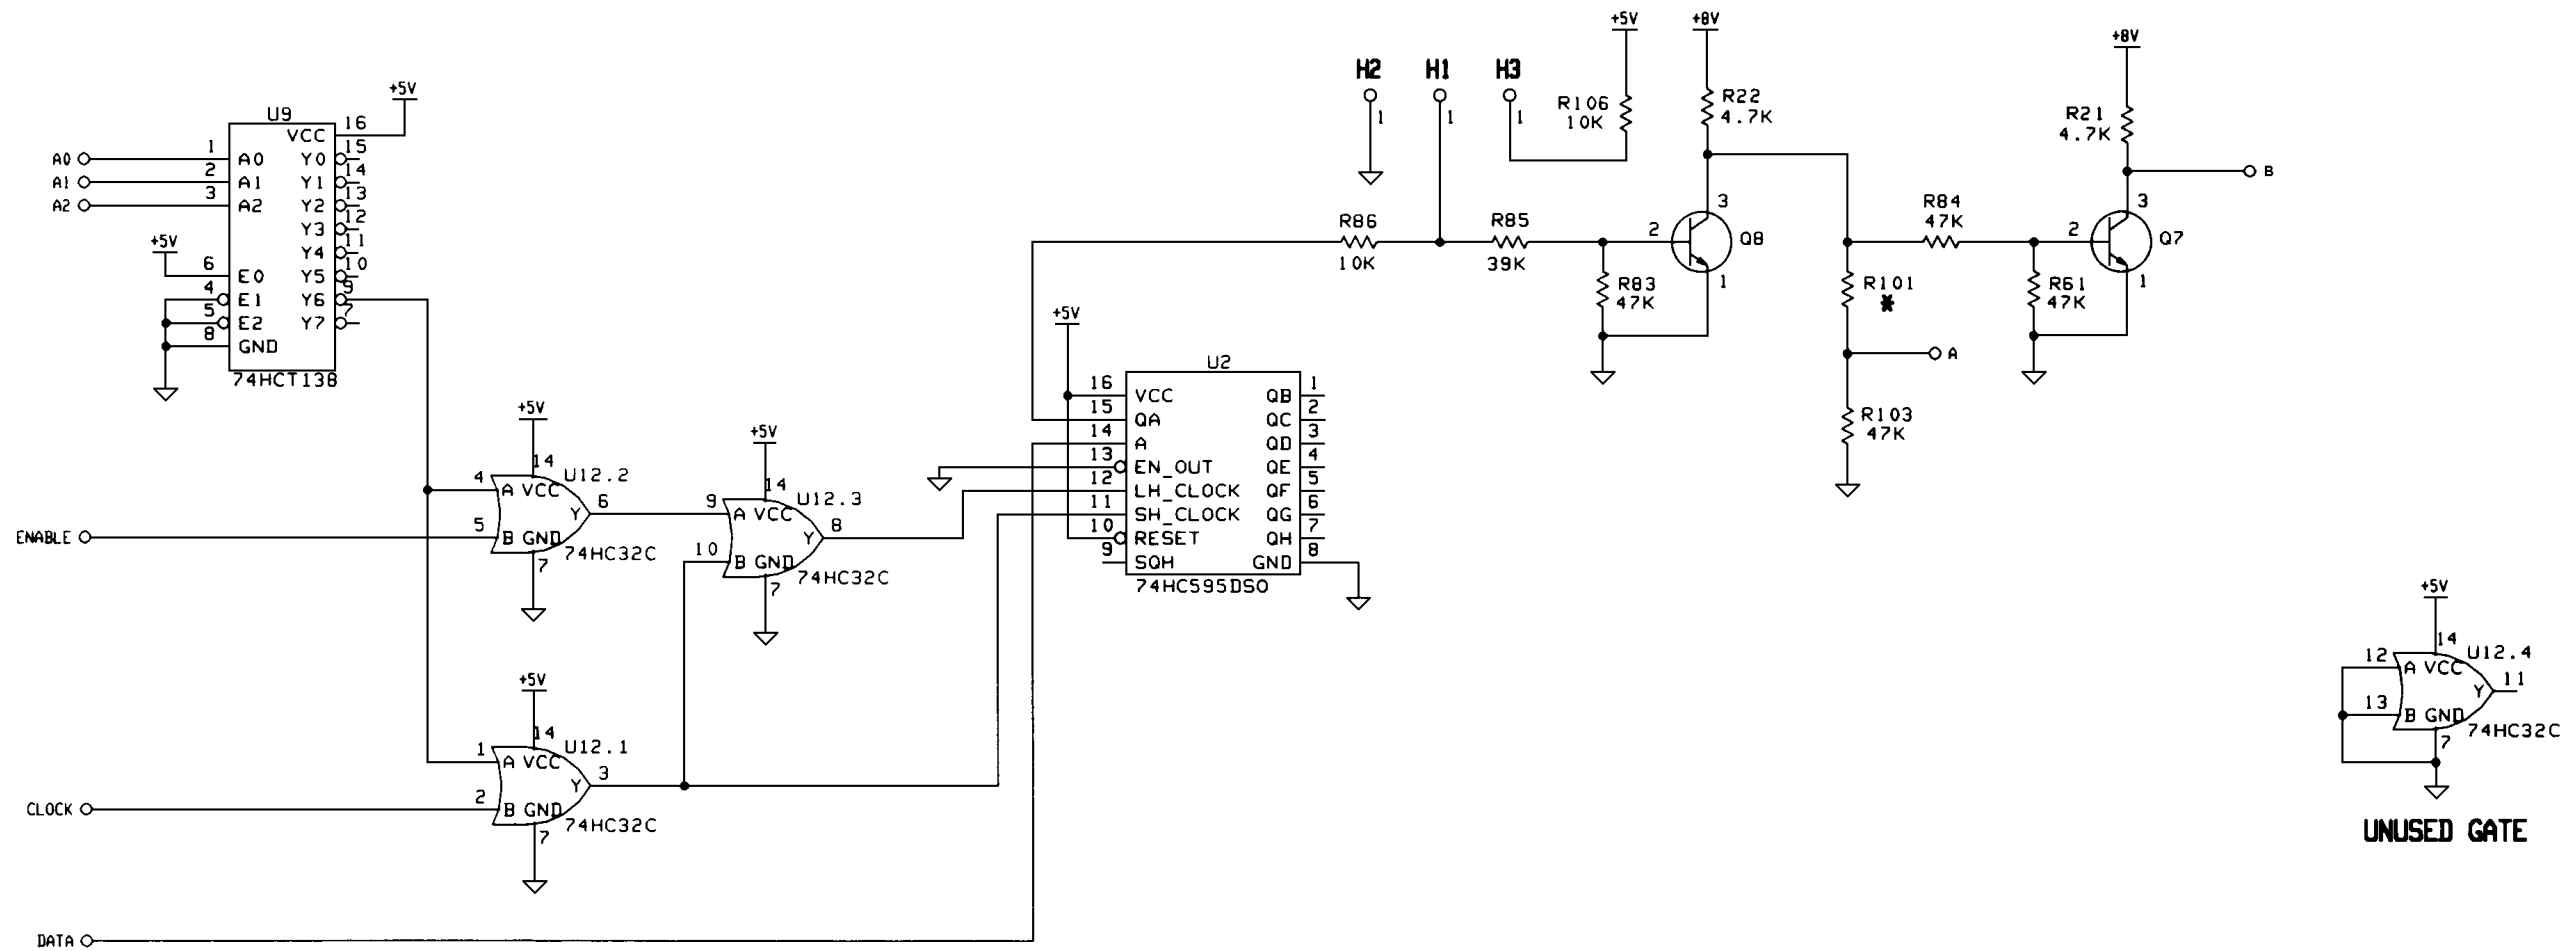 +5V
+8V
+8V
H2 H1 H3
1 1 1
R106
10K
R22
4.7K
R21
4.7K
+5V
U9
VCC 16
1 A0 Y0 15
2 A1 Y1 14
3 A2 Y2 13
Y3 12
Y4 11
+5V
6 E0 Y5 10
4 E1 Y6 9
5 E2 Y7 7
8 GND
74HCT138
A0
A1
A2
R86
10K
R85
39K
R83
47K
3
2
1
Q8
R84
47K
R101
*
A
R103
47K
R61
47K
3
2
1
Q7
B
+5V
U2
16 VCC QB 1
15 QA QC 2
14 A QD 3
13 EN_OUT QE 4
12 LH_CLOCK QF 5
11 SH_CLOCK QG 6
10 RESET QH 7
9 SQH GND 8
74HC595DSO
+5V
14
U12.2
4 A VCC
Y 6
5 B GND
7
74HC32C
ENABLE
+5V
14
U12.3
9 A VCC
Y 8
10 B GND
7
74HC32C
+5V
14
U12.1
1 A VCC
Y 3
2 B GND
7
74HC32C
CLOCK
DATA
+5V
14
U12.4
12 A VCC
Y 11
13 B GND
7
74HC32C
UNUSED GATE